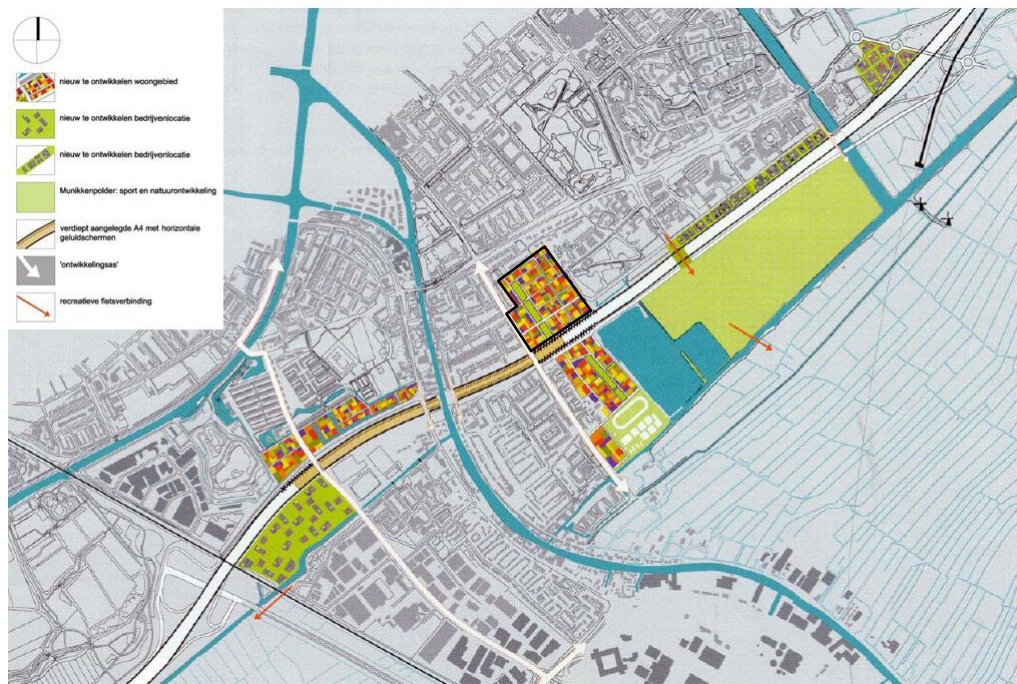 nieuw te ontwikkelen woongebied
nieuw te ontwikkelen bedrijvenlocatie
nieuw te ontwikkelen bedrijvenlocatie
Munikkenpolder: sport en natuurontwikkeling
verdiept aangelegde A4 met horizontale
geluidschermen
'ontwikkelingsas'
recreatieve fietsverbinding